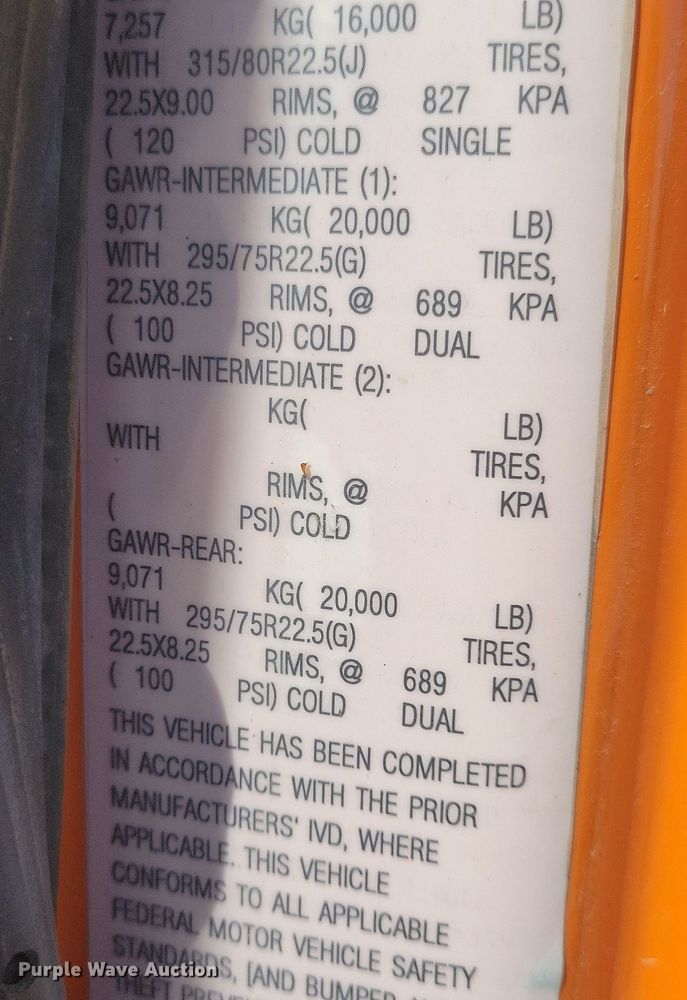 7,257 KG( 16,000 LB)
WITH 315/80R22.5(J) TIRES,
22.5X9.00 RIMS, @ 827 KPA
( 120 PSI) COLD SINGLE
GAWR-INTERMEDIATE (1):
9,071 KG( 20,000 LB)
WITH 295/75R22.5(G) TIRES,
22.5X8.25 RIMS, @ 689 KPA
( 100 PSI) COLD DUAL
GAWR-INTERMEDIATE (2):
KG( LB)
WITH TIRES,
RIMS, @ KPA
( PSI) COLD
GAWR-REAR:
9,071 KG( 20,000 LB)
WITH 295/75R22.5(G) TIRES,
22.5X8.25 RIMS, @ 689 KPA
( 100 PSI) COLD DUAL
THIS VEHICLE HAS BEEN COMPLETED
IN ACCORDANCE WITH THE PRIOR
MANUFACTURERS' IVD, WHERE
APPLICABLE. THIS VEHICLE
CONFORMS TO ALL APPLICABLE
FEDERAL MOTOR VEHICLE SAFETY
STANDARDS, [AND BUMPER
THEFT
Purple Wave Auction